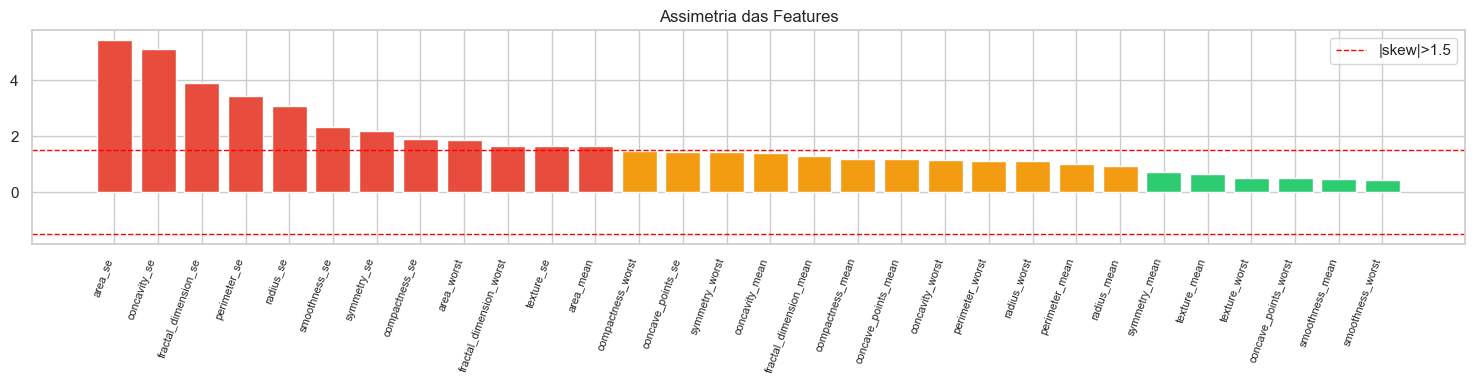 Assimetria das Features
|skew|>1.5
4
2
0
area_se
concavity_se
fractal_dimension_se
perimeter_se
radius_se
smoothness_se
symmetry_se
compactness_se
area_worst
fractal_dimension_worst
texture_se
area_mean
compactness_worst
concave_points_se
symmetry_worst
concavity_mean
fractal_dimension_mean
compactness_mean
concave_points_mean
concavity_worst
perimeter_worst
radius_worst
perimeter_mean
radius_mean
symmetry_mean
texture_mean
texture_worst
concave_points_worst
smoothness_mean
smoothness_worst